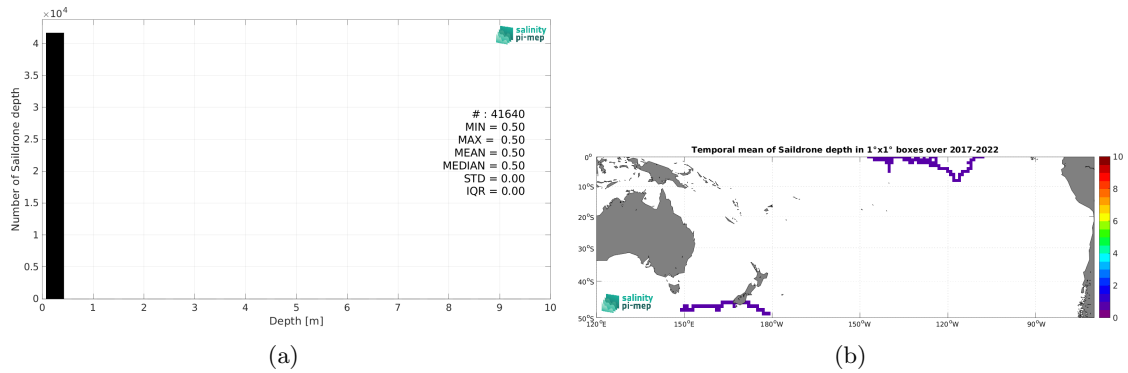 ×10⁴
4
3.5
3
2.5
2
1.5
1
0.5
0
Number of Saildrone depth
salinity
pi-mep
# : 41640
MIN = 0.50
MAX = 0.50
MEAN = 0.50
MEDIAN = 0.50
STD = 0.00
IQR = 0.00
0 1 2 3 4 5 6 7 8 9 10
Depth [m]
(a)
Temporal mean of Saildrone depth in 1°x1° boxes over 2017-2022
0°
10°S
20°S
30°S
40°S
50°S
salinity
pi-mep
120°E 150°E 180°W 150°W 120°W 90°W
10
8
6
4
2
0
(b)